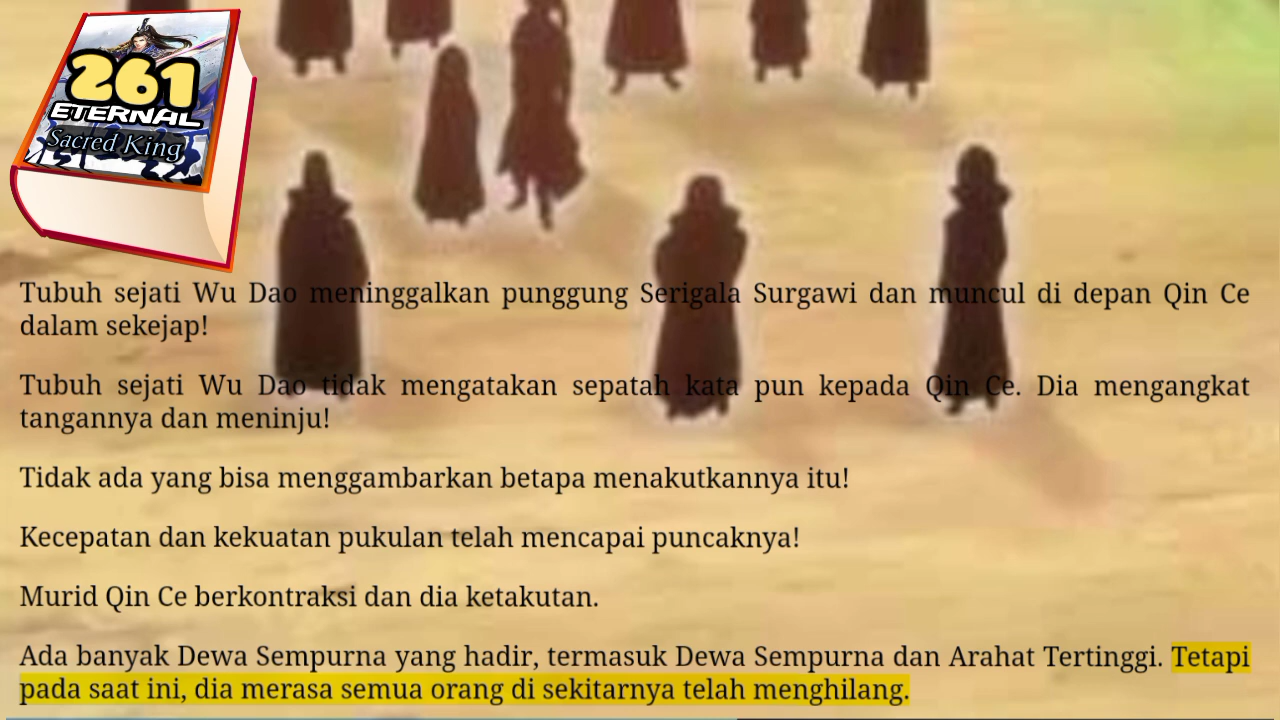 261
ETERNAL
Sacred King
Tubuh sejati Wu Dao meninggalkan punggung Serigala Surgawi dan muncul di depan Qin Ce
dalam sekejap!
Tubuh sejati Wu Dao tidak mengatakan sepatah kata pun kepada Qin Ce. Dia mengangkat
tangannya dan meninju!
Tidak ada yang bisa menggambarkan betapa menakutkannya itu!
Kecepatan dan kekuatan pukulan telah mencapai puncaknya!
Murid Qin Ce berkontraksi dan dia ketakutan.
Ada banyak Dewa Sempurna yang hadir, termasuk Dewa Sempurna dan Arahat Tertinggi. Tetapi
pada saat ini, dia merasa semua orang di sekitarnya telah menghilang.